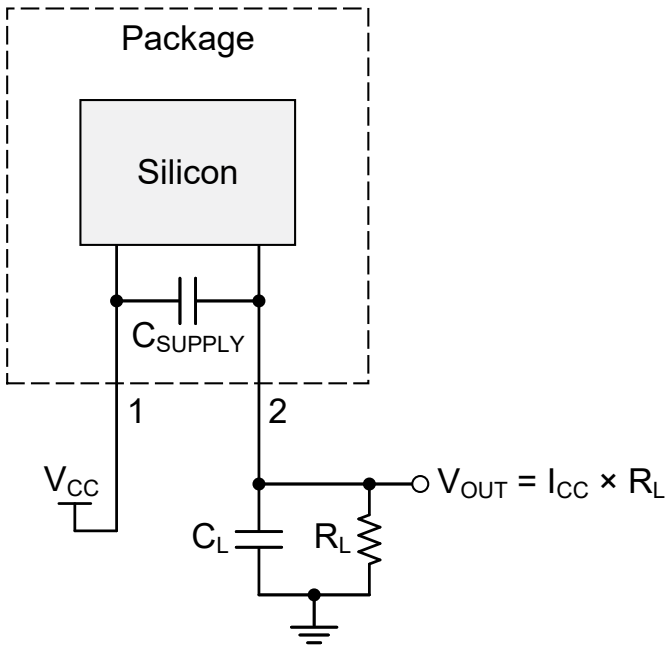 Package
Silicon
C_SUPPLY
1 2
V_CC
V_OUT = I_CC × R_L
C_L R_L